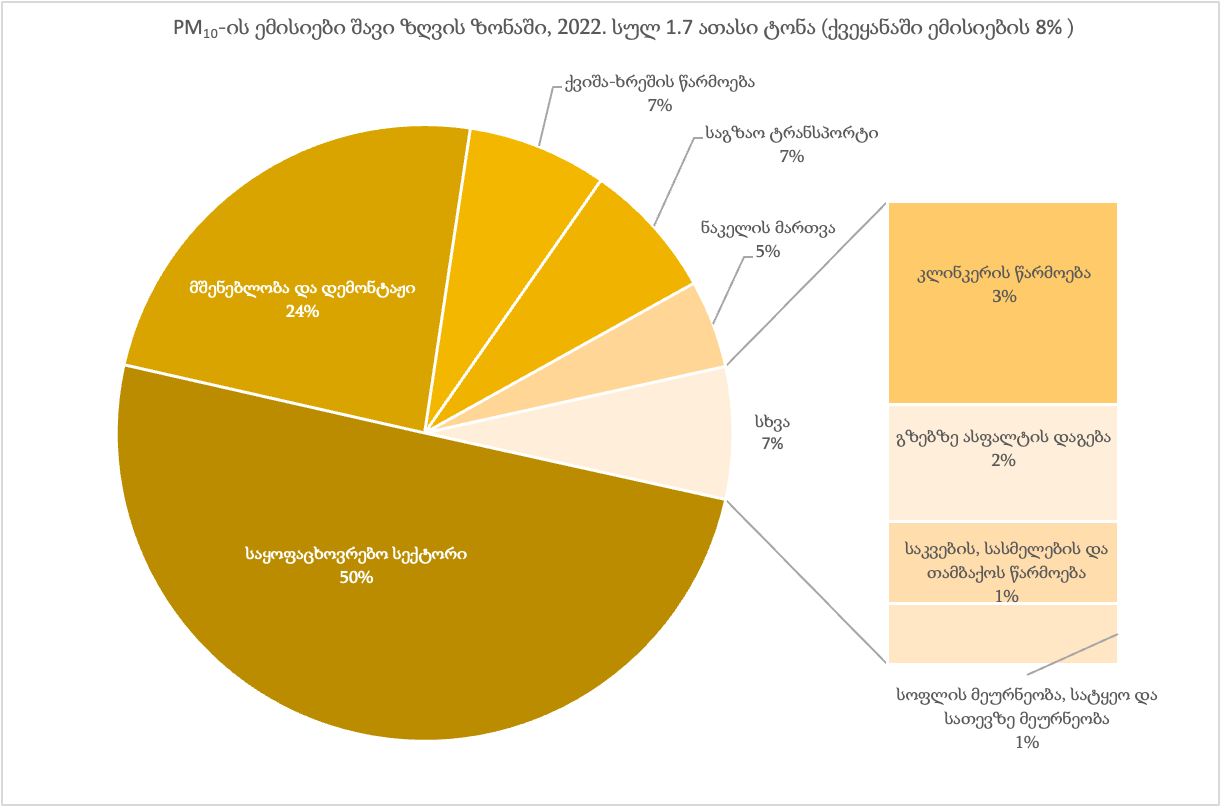 PM₁₀-ის ემისიები შავი ზღვის ზონაში, 2022. სულ 1.7 ათასი ტონა (ქვეყანაში ემისიების 8% )
ქვიშა-ხრეშის წარმოება
7%
საგზაო ტრანსპორტი
7%
ნაკელის მართვა
5%
კლინკერის წარმოება
3%
მშენებლობა და დემონტაჟი
24%
სხვა
7%
გზებზე ასფალტის დაგება
2%
საყოფაცხოვრებო სექტორი
50%
საკვების, სასმელების და
თამბაქოს წარმოება
1%
სოფლის მეურნეობა, სატყეო და
სათევზე მეურნეობა
1%